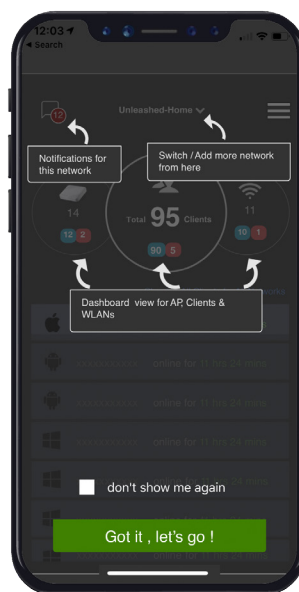 12:03
◀ Search
12
Unleashed-Home
Notifications for
this network
Switch / Add more network
from here
14
12 2
Total 95 Clients
90 5
11
10 1
Dashboard view for AP, Clients &
WLANs
online for 11 hrs 24 mins
online for 11 hrs 24 mins
online for 11 hrs 24 mins
online for 11 hrs 24 mins
don't show me again
Got it , let's go !